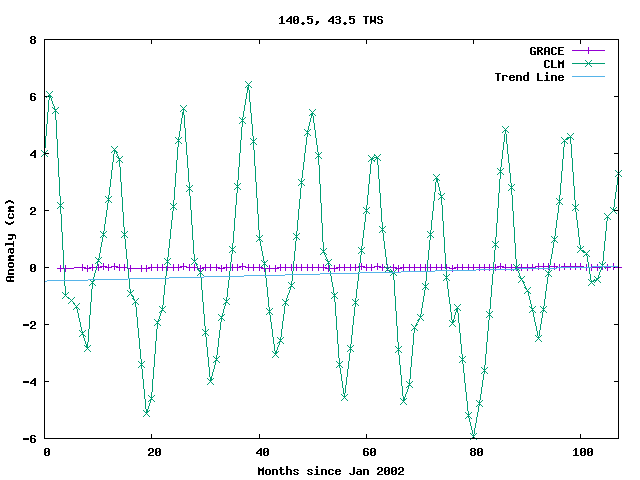 140.5, 43.5 TWS
GRACE
CLM
Trend Line
Anomaly (cm)
8
6
4
2
0
-2
-4
-6
0 20 40 60 80 100
Months since Jan 2002